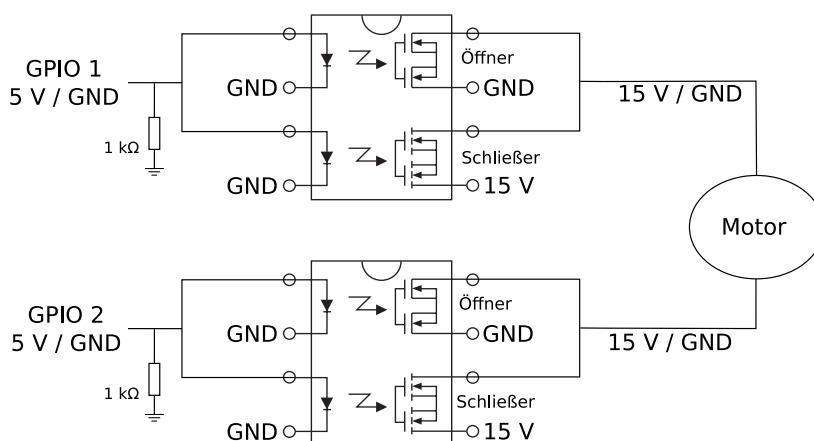 GPIO 1
5 V / GND
1 kΩ
GND
GND
Öffner
GND
Schließer
15 V
15 V / GND
Motor
GPIO 2
5 V / GND
1 kΩ
GND
GND
Öffner
GND
Schließer
15 V
15 V / GND